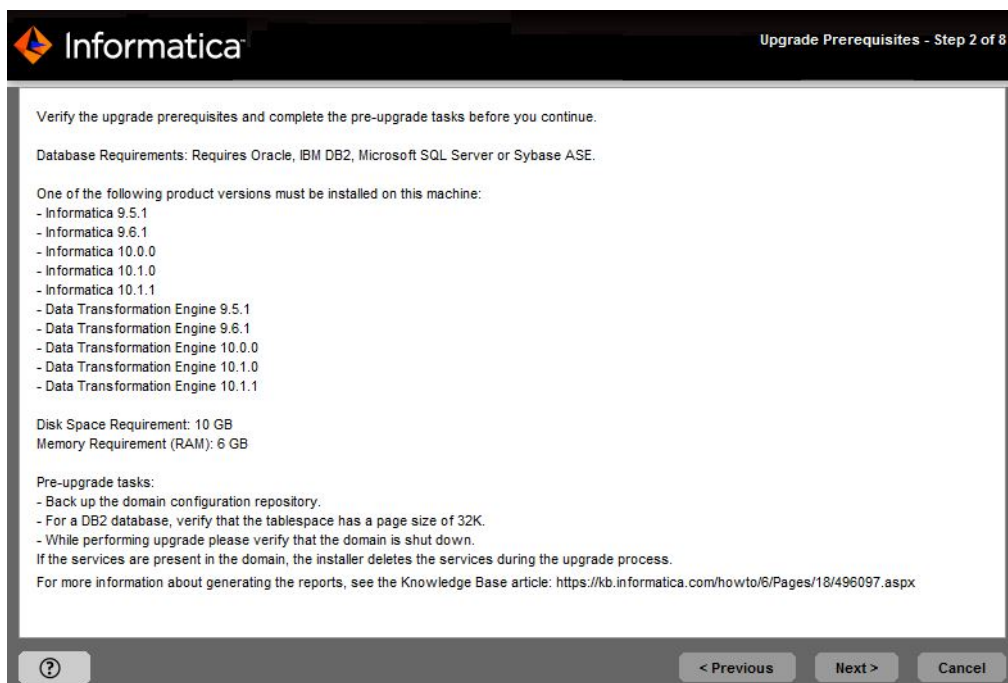 Informatica
Upgrade Prerequisites - Step 2 of 8
Verify the upgrade prerequisites and complete the pre-upgrade tasks before you continue.
Database Requirements: Requires Oracle, IBM DB2, Microsoft SQL Server or Sybase ASE.
One of the following product versions must be installed on this machine:
- Informatica 9.5.1
- Informatica 9.6.1
- Informatica 10.0.0
- Informatica 10.1.0
- Informatica 10.1.1
- Data Transformation Engine 9.5.1
- Data Transformation Engine 9.6.1
- Data Transformation Engine 10.0.0
- Data Transformation Engine 10.1.0
- Data Transformation Engine 10.1.1
Disk Space Requirement: 10 GB
Memory Requirement (RAM): 6 GB
Pre-upgrade tasks:
- Back up the domain configuration repository.
- For a DB2 database, verify that the tablespace has a page size of 32K.
- While performing upgrade please verify that the domain is shut down.
If the services are present in the domain, the installer deletes the services during the upgrade process.
For more information about generating the reports, see the Knowledge Base article: https://kb.informatica.com/howto/6/Pages/18/496097.aspx
?
< Previous
Next >
Cancel